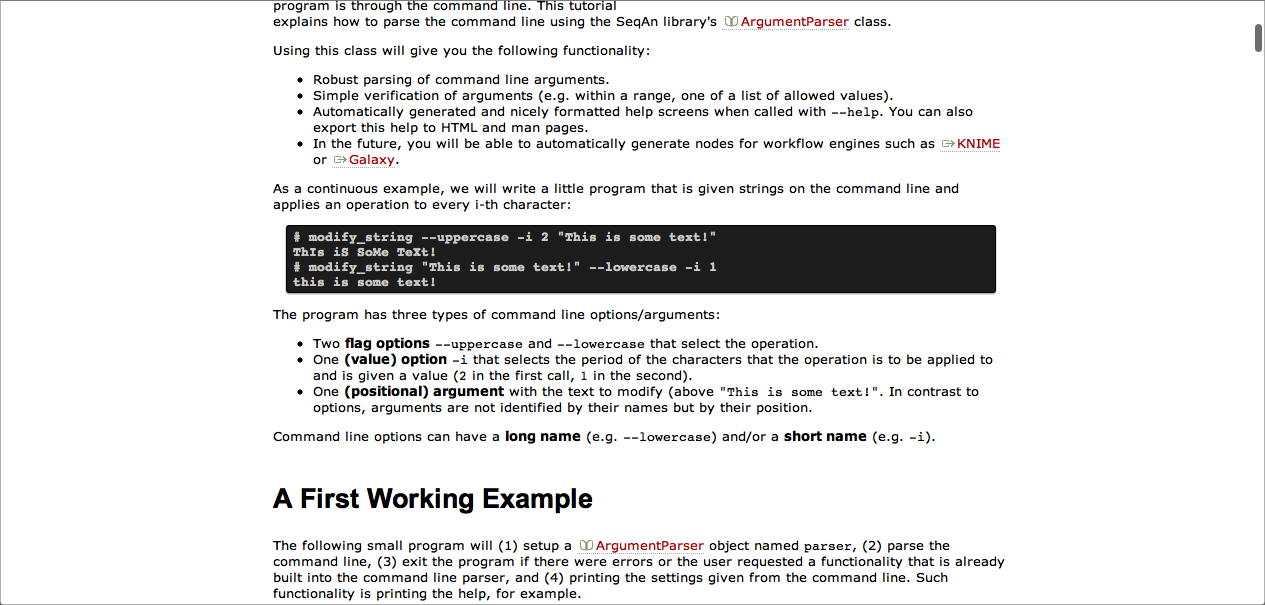 program is through the command line. This tutorial
explains how to parse the command line using the SeqAn library's ArgumentParser class.
Using this class will give you the following functionality:
• Robust parsing of command line arguments.
• Simple verification of arguments (e.g. within a range, one of a list of allowed values).
• Automatically generated and nicely formatted help screens when called with --help. You can also
export this help to HTML and man pages.
• In the future, you will be able to automatically generate nodes for workflow engines such as KNIME
or Galaxy.
As a continuous example, we will write a little program that is given strings on the command line and
applies an operation to every i-th character:
# modify_string --uppercase -i 2 "This is some text!"
ThIs iS SoMe TeXt!
# modify_string "This is some text!" --lowercase -i 1
this is some text!
The program has three types of command line options/arguments:
• Two flag options --uppercase and --lowercase that select the operation.
• One (value) option -i that selects the period of the characters that the operation is to be applied to
and is given a value (2 in the first call, 1 in the second).
• One (positional) argument with the text to modify (above "This is some text!". In contrast to
options, arguments are not identified by their names but by their position.
Command line options can have a long name (e.g. --lowercase) and/or a short name (e.g. -i).
A First Working Example
The following small program will (1) setup a ArgumentParser object named parser, (2) parse the
command line, (3) exit the program if there were errors or the user requested a functionality that is already
built into the command line parser, and (4) printing the settings given from the command line. Such
functionality is printing the help, for example.